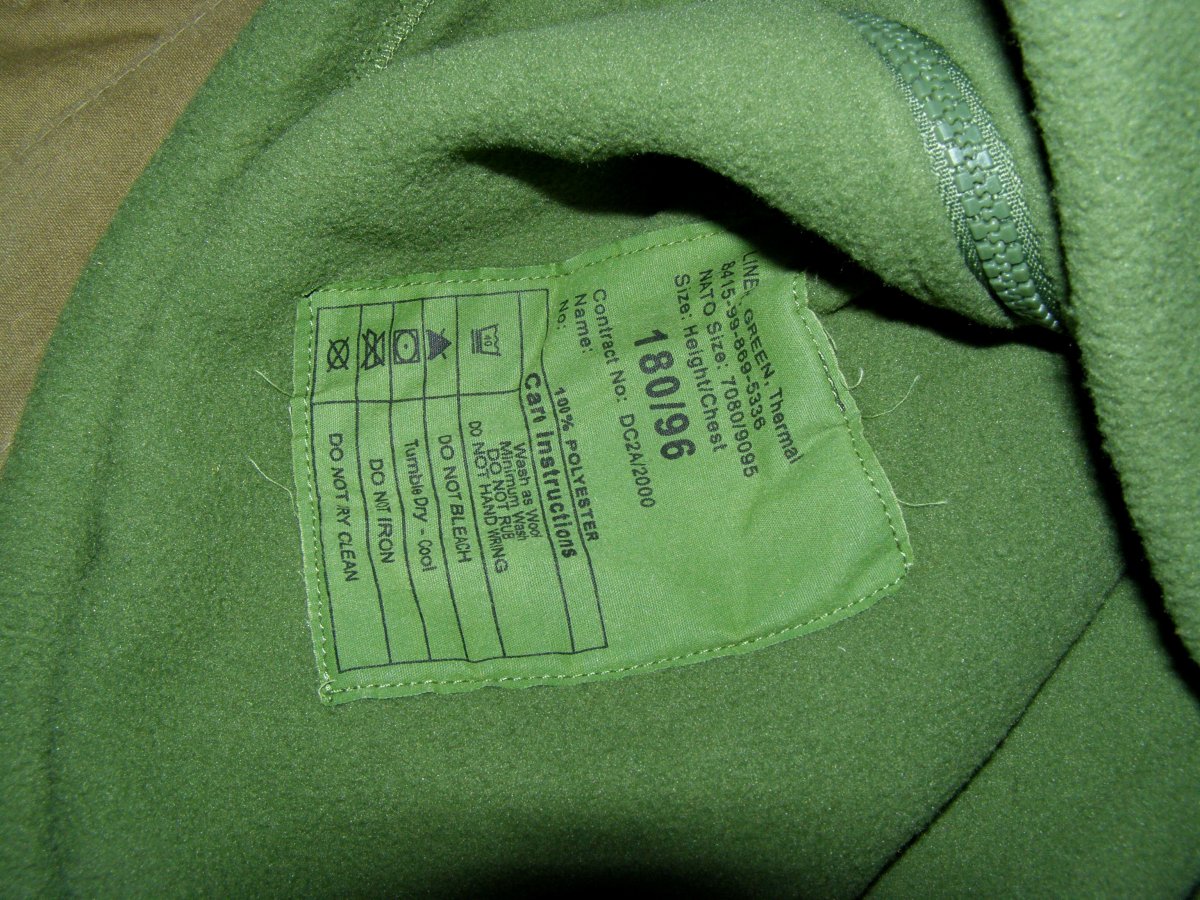 LINER, GREEN, Thermal
8415-99-869-5336
NATO Size: 7080/9095
Size: Height/Chest
180/96
Contract No: DC2A/2000
Name:
No:
100% POLYESTER
Care Instructions
40
Wash as Wool
Minimum Wash
DO NOT RUB
DO NOT HAND WRING
DO NOT BLEACH
Tumble Dry - Cool
DO NOT IRON
DO NOT DRY CLEAN